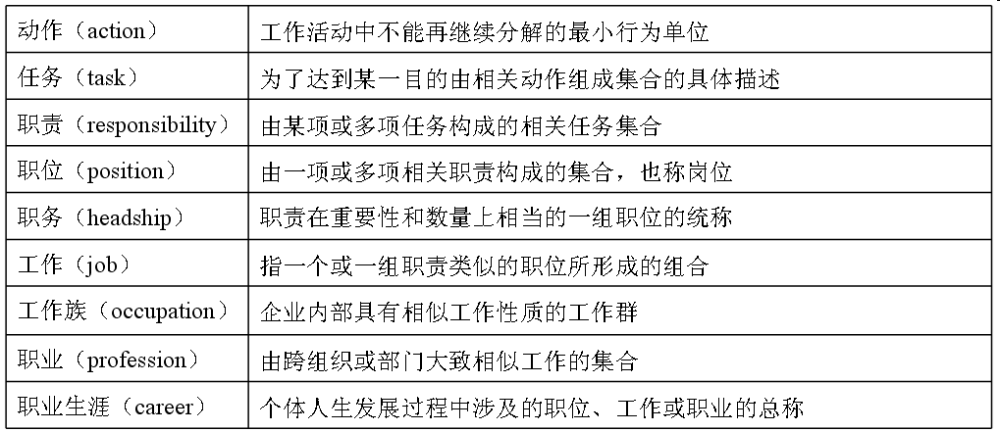 动作（action） 工作活动中不能再继续分解的最小行为单位
任务（task） 为了达到某一目的由相关动作组成集合的具体描述
职责（responsibility） 由某项或多项任务构成的相关任务集合
职位（position） 由一项或多项相关职责构成的集合，也称岗位
职务（headship） 职责在重要性和数量上相当的一组职位的统称
工作（job） 指一个或一组职责类似的职位所形成的组合
工作族（occupation） 企业内部具有相似工作性质的工作群
职业（profession） 由跨组织或部门大致相似工作的集合
职业生涯（career） 个体人生发展过程中涉及的职位、工作或职业的总称